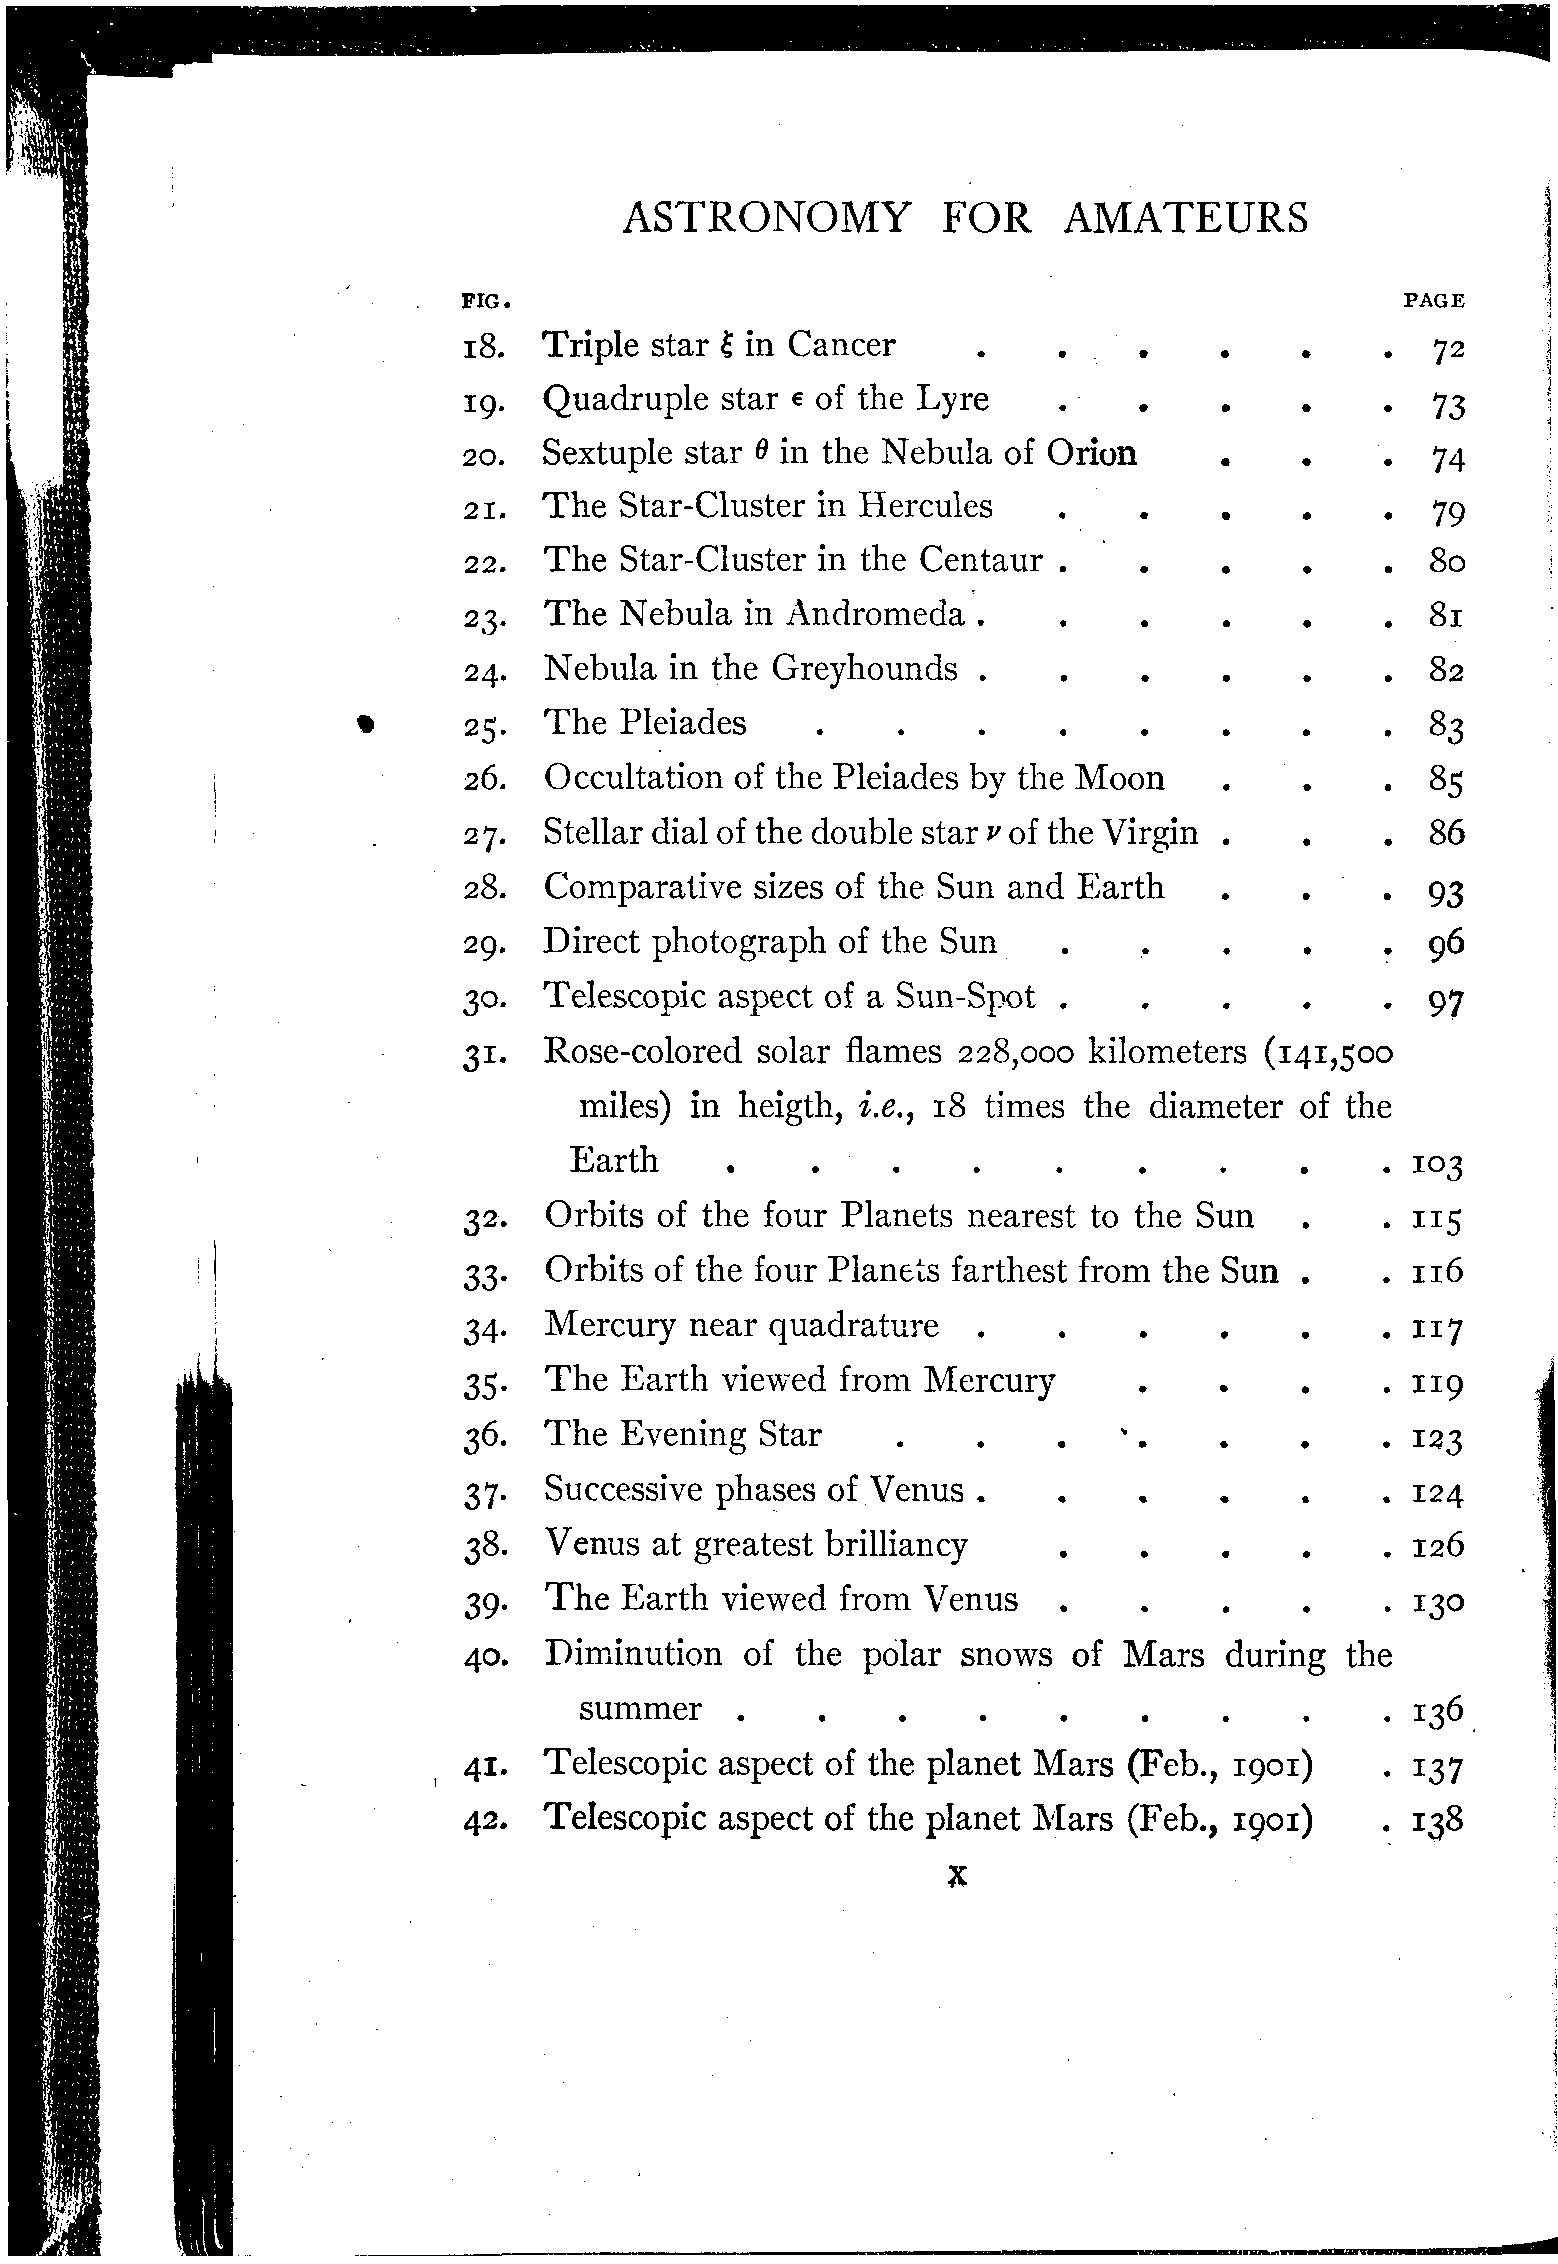 ASTRONOMY FOR AMATEURS
FIG. PAGE
18. Triple star ξ in Cancer . . . . . . 72
19. Quadruple star ϵ of the Lyre . . . . . 73
20. Sextuple star θ in the Nebula of Orion . . . 74
21. The Star-Cluster in Hercules . . . . . 79
22. The Star-Cluster in the Centaur . . . . . 80
23. The Nebula in Andromeda . . . . . . 81
24. Nebula in the Greyhounds . . . . . . 82
25. The Pleiades . . . . . . . . 83
26. Occultation of the Pleiades by the Moon . . . 85
27. Stellar dial of the double star ν of the Virgin . . . 86
28. Comparative sizes of the Sun and Earth . . . 93
29. Direct photograph of the Sun . . . . . 96
30. Telescopic aspect of a Sun-Spot . . . . . 97
31. Rose-colored solar flames 228,000 kilometers (141,500
miles) in heigth, i.e., 18 times the diameter of the
Earth . . . . . . . . . 103
32. Orbits of the four Planets nearest to the Sun . . 115
33. Orbits of the four Planets farthest from the Sun . . 116
34. Mercury near quadrature . . . . . . 117
35. The Earth viewed from Mercury . . . . 119
36. The Evening Star . . . . . . . 123
37. Successive phases of Venus . . . . . . 124
38. Venus at greatest brilliancy . . . . . 126
39. The Earth viewed from Venus . . . . . 130
40. Diminution of the polar snows of Mars during the
summer . . . . . . . . . 136
41. Telescopic aspect of the planet Mars (Feb., 1901) . 137
42. Telescopic aspect of the planet Mars (Feb., 1901) . 138
X